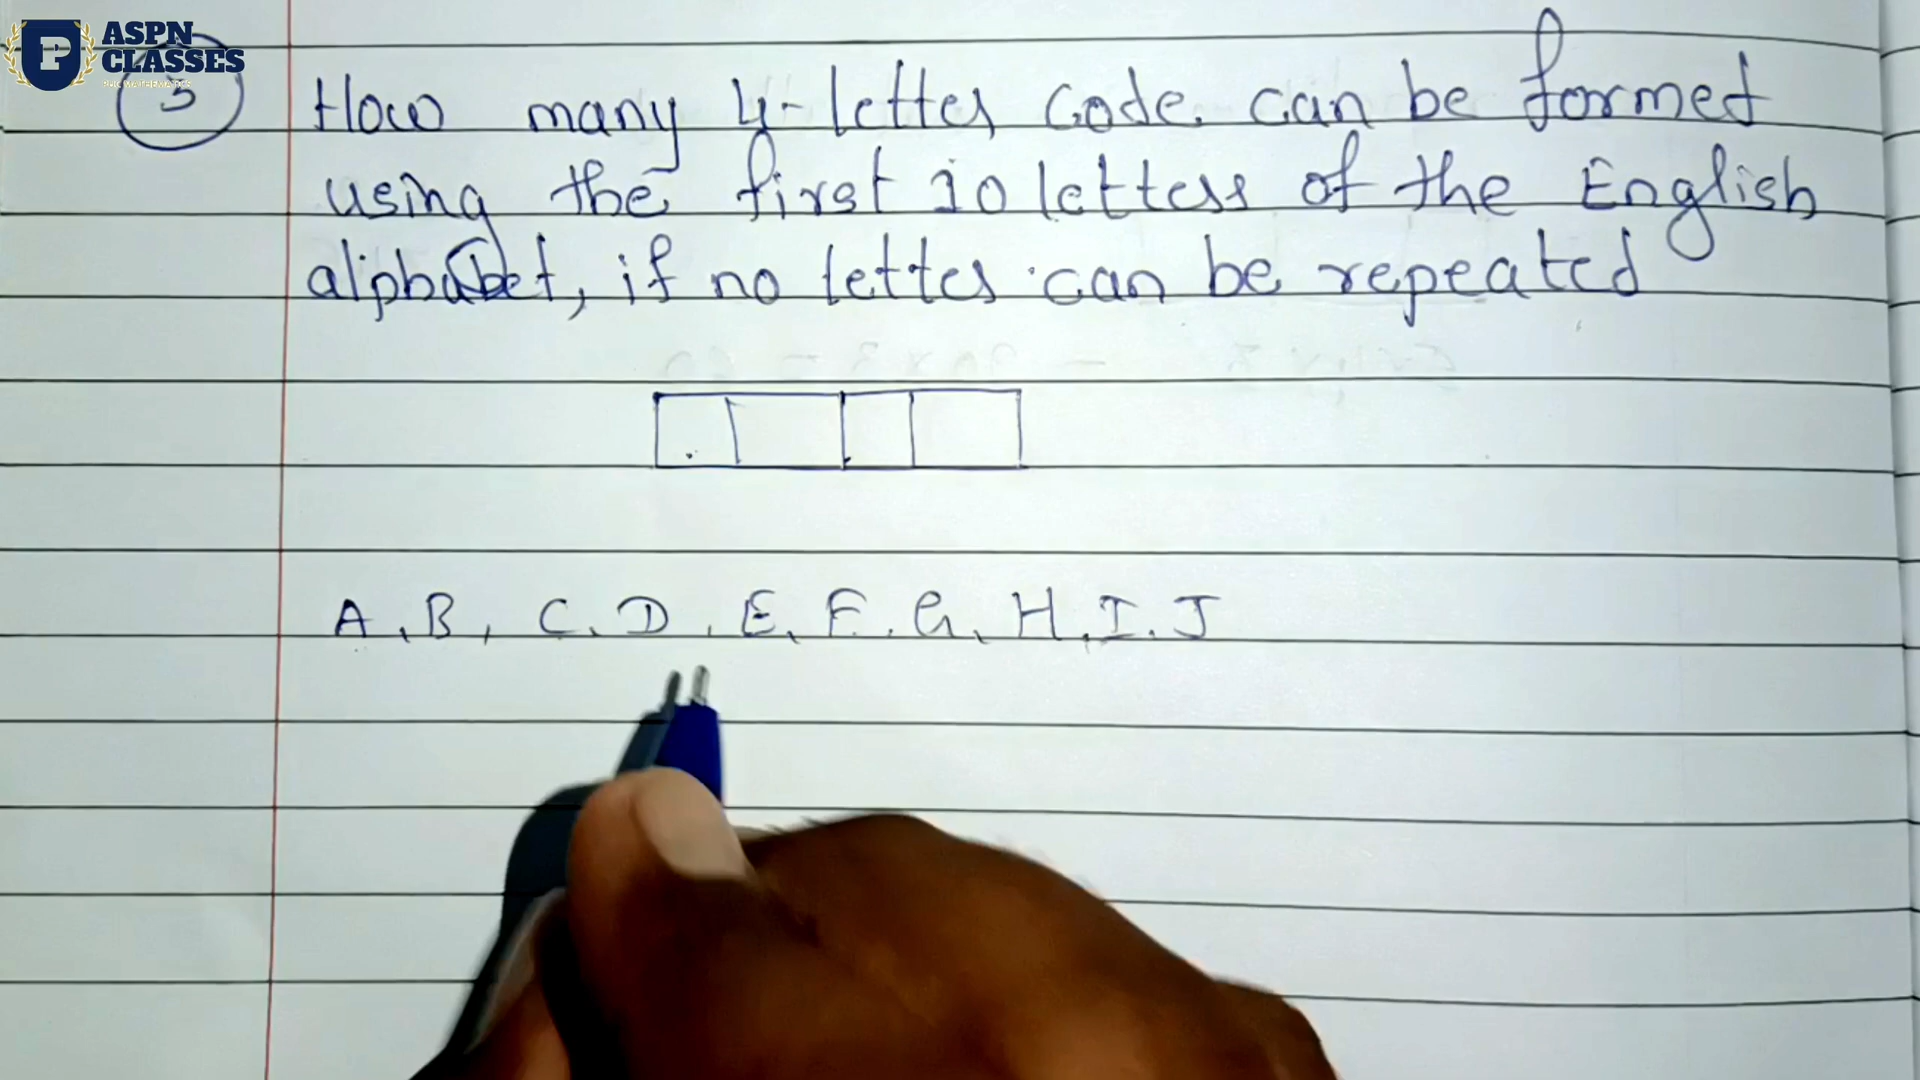 ASPN
CLASSES
3
How many 4-letter code can be formed
using the first 10 letters of the English
alphabet, if no letter can be repeated
A, B, C, D, E, F, G, H, I, J